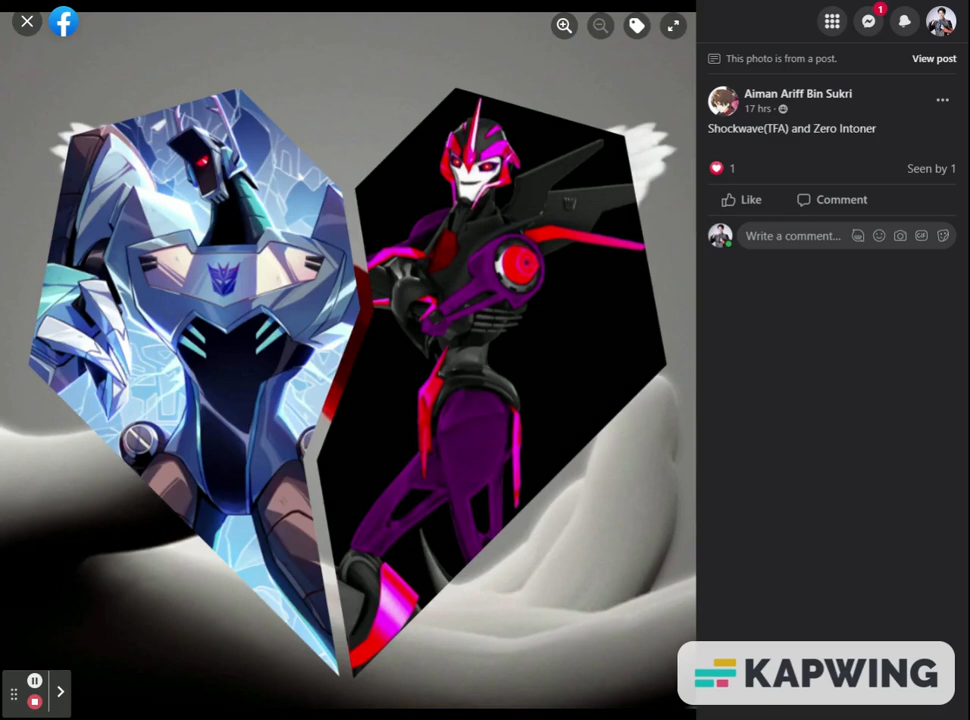 1
This photo is from a post.
View post
Aiman Ariff Bin Sukri
17 hrs ·
Shockwave(TFA) and Zero Intoner
1
Seen by 1
Like
Comment
Write a comment...
GIF
KAPWING